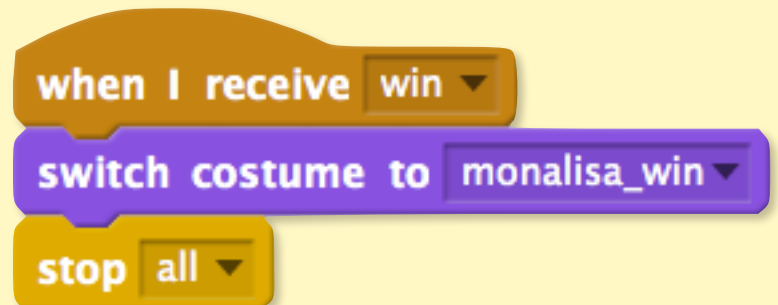 when I receive win
switch costume to monalisa_win
stop all